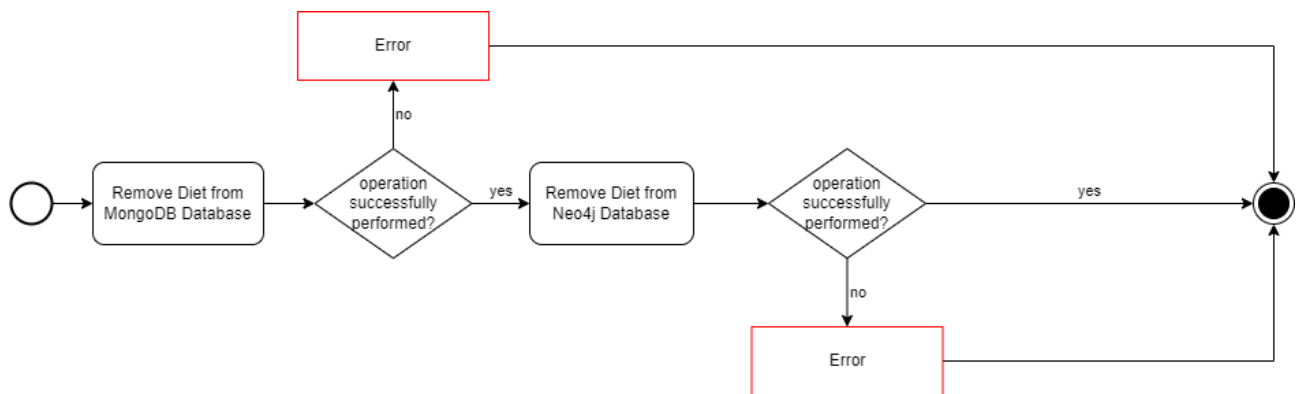 Error
no
Remove Diet from
MongoDB Database
operation
successfully
performed?
yes
Remove Diet from
Neo4j Database
operation
successfully
performed?
yes
no
Error